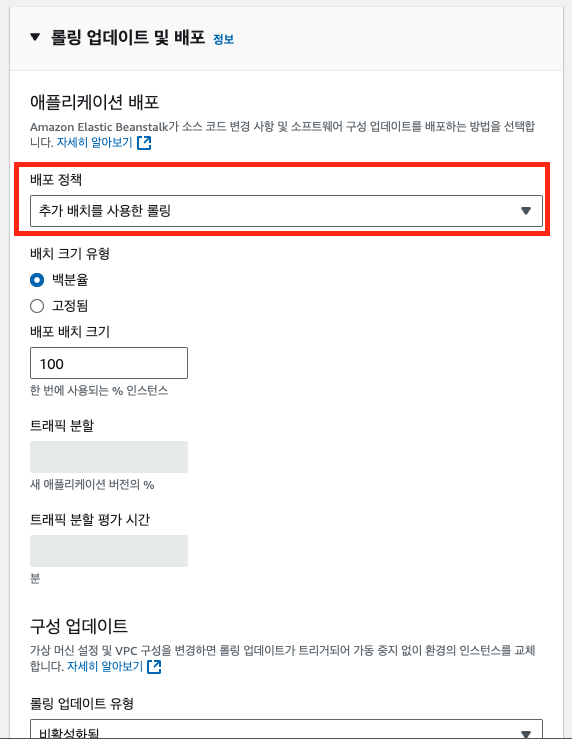 롤링 업데이트 및 배포 정보
애플리케이션 배포
Amazon Elastic Beanstalk가 소스 코드 변경 사항 및 소프트웨어 구성 업데이트를 배포하는 방법을 선택합
니다. 자세히 알아보기
배포 정책
추가 배치를 사용한 롤링
배치 크기 유형
백분율
고정됨
배포 배치 크기
100
한 번에 사용되는 % 인스턴스
트래픽 분할
새 애플리케이션 버전의 %
트래픽 분할 평가 시간
분
구성 업데이트
가상 머신 설정 및 VPC 구성을 변경하면 롤링 업데이트가 트리거되어 가동 중지 없이 환경의 인스턴스를 교체
합니다. 자세히 알아보기
롤링 업데이트 유형
비활성화됨